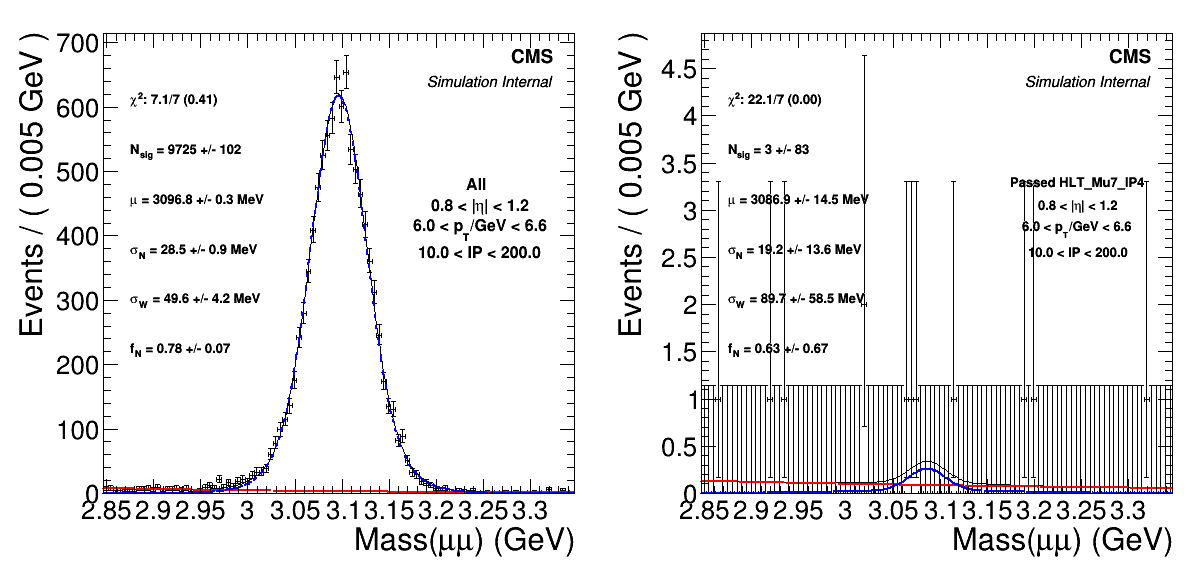 Events / ( 0.005 GeV )
700
600
500
400
300
200
100
0
CMS
Simulation Internal
χ²: 7.1/7 (0.41)
N_sig = 9725 +/- 102
μ = 3096.8 +/- 0.3 MeV
σ_N = 28.5 +/- 0.9 MeV
σ_W = 49.6 +/- 4.2 MeV
f_N = 0.78 +/- 0.07
All
0.8 < |η| < 1.2
6.0 < p_T/GeV < 6.6
10.0 < IP < 200.0
2.85 2.9 2.95 3 3.05 3.1 3.15 3.2 3.25 3.3
Mass(μμ) (GeV)
Events / ( 0.005 GeV )
4.5
4
3.5
3
2.5
2
1.5
1
0.5
0
CMS
Simulation Internal
χ²: 22.1/7 (0.00)
N_sig = 3 +/- 83
μ = 3086.9 +/- 14.5 MeV
σ_N = 19.2 +/- 13.6 MeV
σ_W = 89.7 +/- 58.5 MeV
f_N = 0.63 +/- 0.67
Passed HLT_Mu7_IP4
0.8 < |η| < 1.2
6.0 < p_T/GeV < 6.6
10.0 < IP < 200.0
2.85 2.9 2.95 3 3.05 3.1 3.15 3.2 3.25 3.3
Mass(μμ) (GeV)